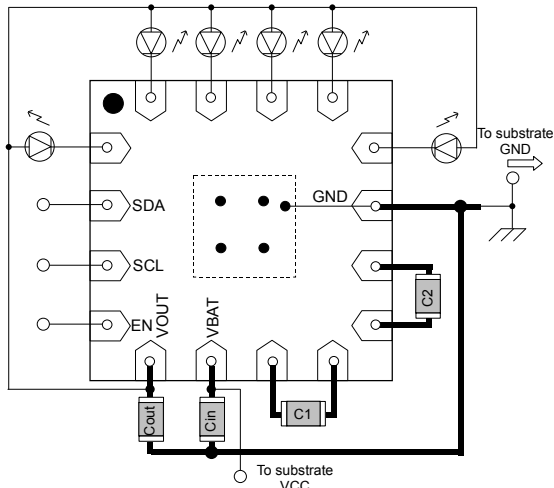 To substrate
GND
GND
SDA
SCL
EN
VOUT
VBAT
C2
C1
Cout
Cin
To substrate
VCC